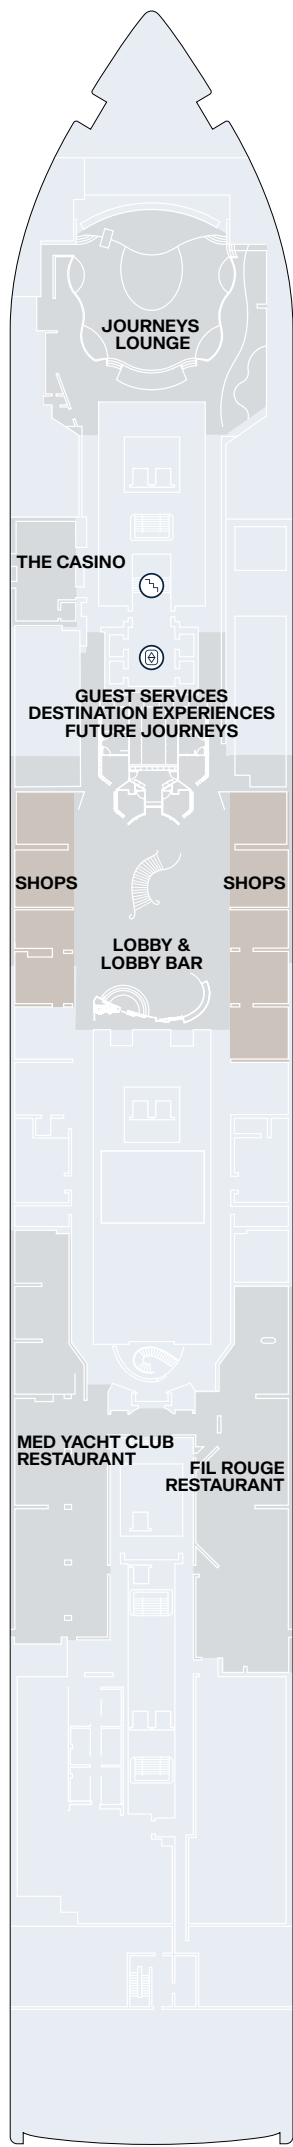 JOURNEYS
LOUNGE
THE CASINO
GUEST SERVICES
DESTINATION EXPERIENCES
FUTURE JOURNEYS
SHOPS
SHOPS
LOBBY &
LOBBY BAR
MED YACHT CLUB
RESTAURANT
FIL ROUGE
RESTAURANT